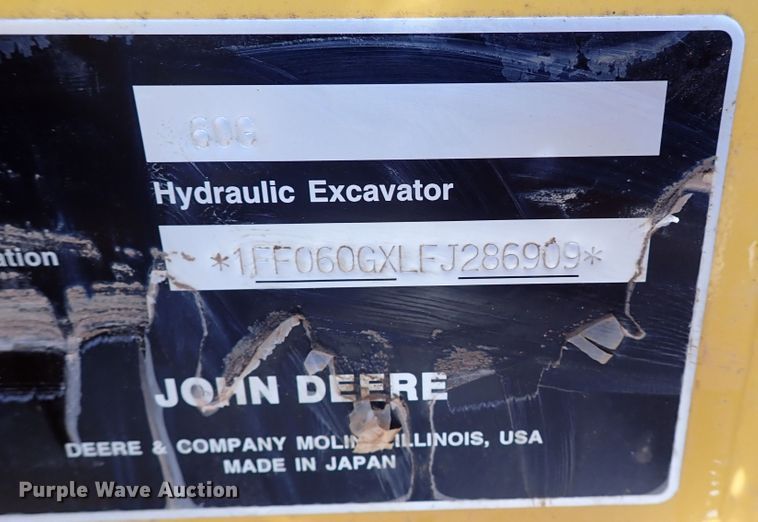 60G
Hydraulic Excavator
*1FF060GXLFJ286909*
ation
JOHN DEERE
DEERE & COMPANY MOLINE, ILLINOIS, USA
MADE IN JAPAN
Purple Wave Auction